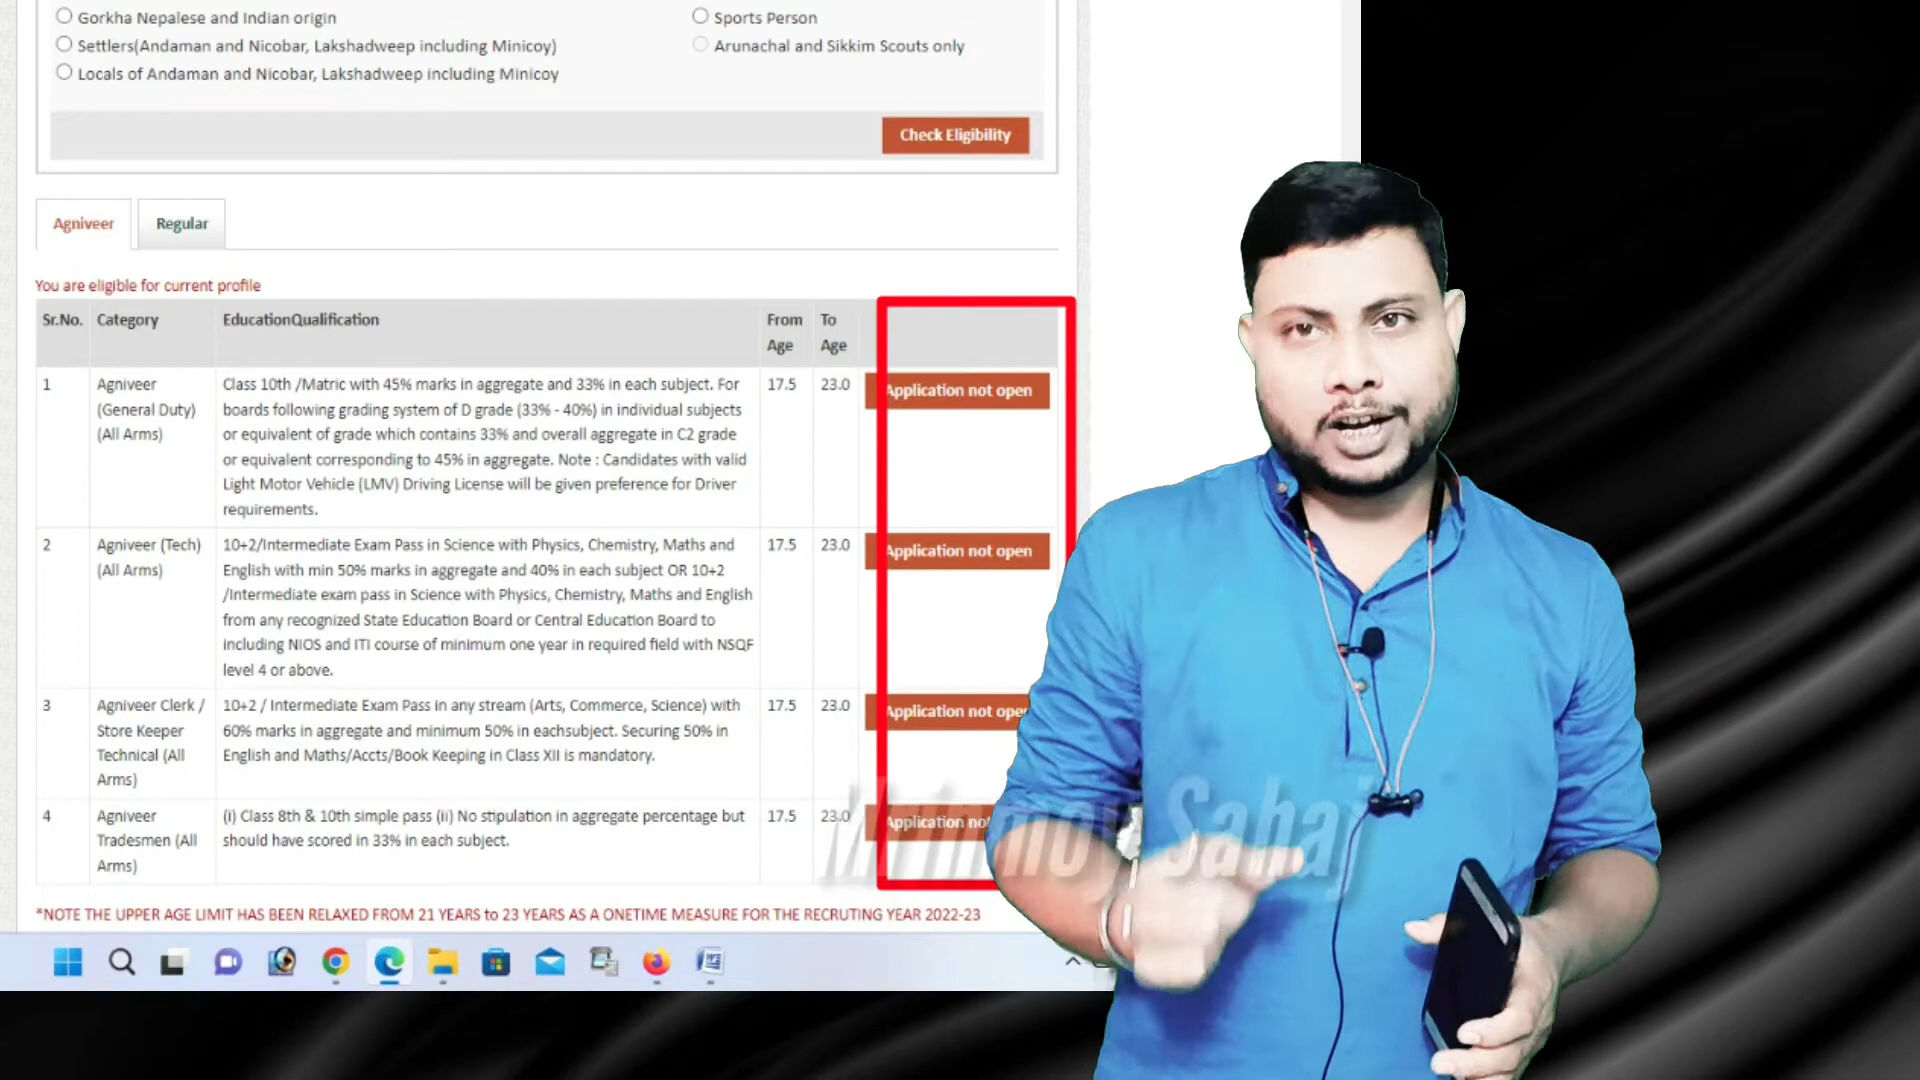 Gorkha Nepalese and Indian origin
Sports Person
Settlers(Andaman and Nicobar, Lakshadweep including Minicoy)
Arunachal and Sikkim Scouts only
Locals of Andaman and Nicobar, Lakshadweep including Minicoy
Check Eligibility
Agniveer
Regular
You are eligible for current profile
Sr.No. Category EducationQualification From Age To Age
1
Agniveer
(General Duty)
(All Arms)
Class 10th /Matric with 45% marks in aggregate and 33% in each subject. For
boards following grading system of D grade (33% - 40%) in individual subjects
or equivalent of grade which contains 33% and overall aggregate in C2 grade
or equivalent corresponding to 45% in aggregate. Note : Candidates with valid
Light Motor Vehicle (LMV) Driving License will be given preference for Driver
requirements.
17.5
23.0
Application not open
2
Agniveer (Tech)
(All Arms)
10+2/Intermediate Exam Pass in Science with Physics, Chemistry, Maths and
English with min 50% marks in aggregate and 40% in each subject OR 10+2
/Intermediate exam pass in Science with Physics, Chemistry, Maths and English
from any recognized State Education Board or Central Education Board to
including NIOS and ITI course of minimum one year in required field with NSQF
level 4 or above.
17.5
23.0
Application not open
3
Agniveer Clerk /
Store Keeper
Technical (All
Arms)
10+2 / Intermediate Exam Pass in any stream (Arts, Commerce, Science) with
60% marks in aggregate and minimum 50% in eachsubject. Securing 50% in
English and Maths/Accts/Book Keeping in Class XII is mandatory.
17.5
23.0
Application not open
4
Agniveer
Tradesmen (All
Arms)
(i) Class 8th & 10th simple pass (ii) No stipulation in aggregate percentage but
should have scored in 33% in each subject.
17.5
23.0
Application not
Mrinmoy Sahaj
*NOTE THE UPPER AGE LIMIT HAS BEEN RELAXED FROM 21 YEARS to 23 YEARS AS A ONETIME MEASURE FOR THE RECRUTING YEAR 2022-23